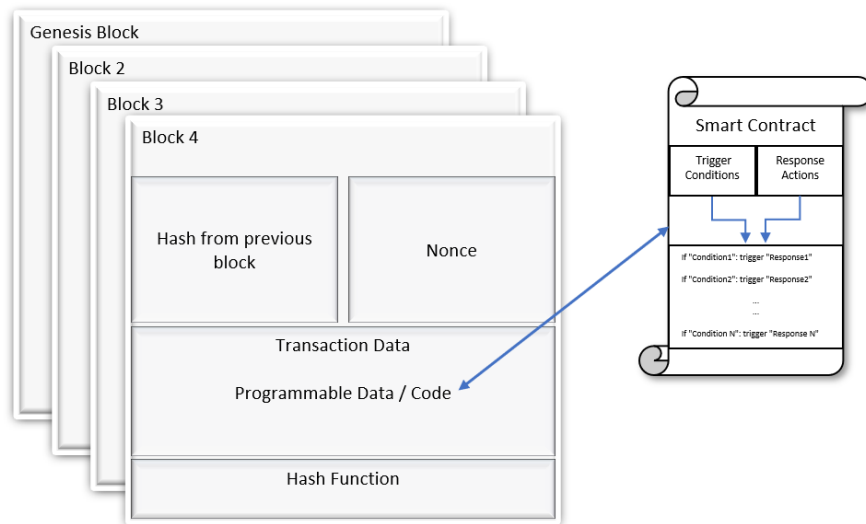 Genesis Block
Block 2
Block 3
Block 4
Hash from previous
block
Nonce
Transaction Data
Programmable Data / Code
Hash Function
Smart Contract
Trigger
Conditions
Response
Actions
If "Condition1": trigger "Response1"
If "Condition2": trigger "Response2"
...
...
If "Condition N": trigger "Response N"